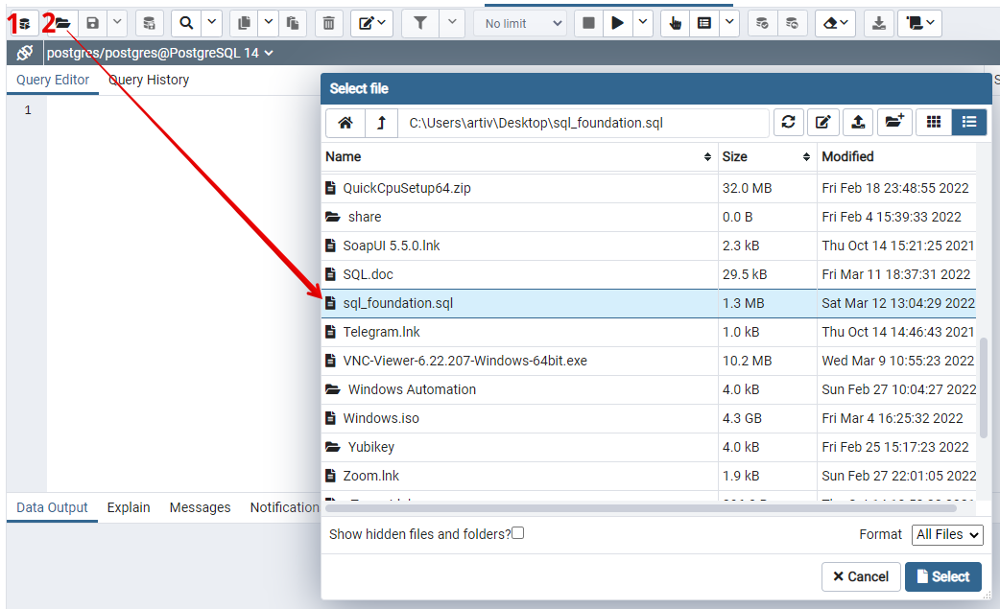 1 2
No limit
postgres/postgres@PostgreSQL 14
Query Editor Query History
1
Select file
C:\Users\artiv\Desktop\sql_foundation.sql
Name Size Modified
QuickCpuSetup64.zip 32.0 MB Fri Feb 18 23:48:55 2022
share 0.0 B Fri Feb 4 15:39:33 2022
SoapUI 5.5.0.lnk 2.3 kB Thu Oct 14 15:21:25 2021
SQL.doc 29.5 kB Fri Mar 11 18:37:31 2022
sql_foundation.sql 1.3 MB Sat Mar 12 13:04:29 2022
Telegram.lnk 1.0 kB Thu Oct 14 14:46:43 2021
VNC-Viewer-6.22.207-Windows-64bit.exe 10.2 MB Wed Mar 9 10:55:23 2022
Windows Automation 4.0 kB Sun Feb 27 10:04:27 2022
Windows.iso 4.3 GB Fri Mar 4 16:25:32 2022
Yubikey 4.0 kB Fri Feb 25 15:17:23 2022
Zoom.lnk 1.9 kB Sun Feb 27 22:01:05 2022
Data Output Explain Messages Notification
Show hidden files and folders? Format All Files
Cancel Select